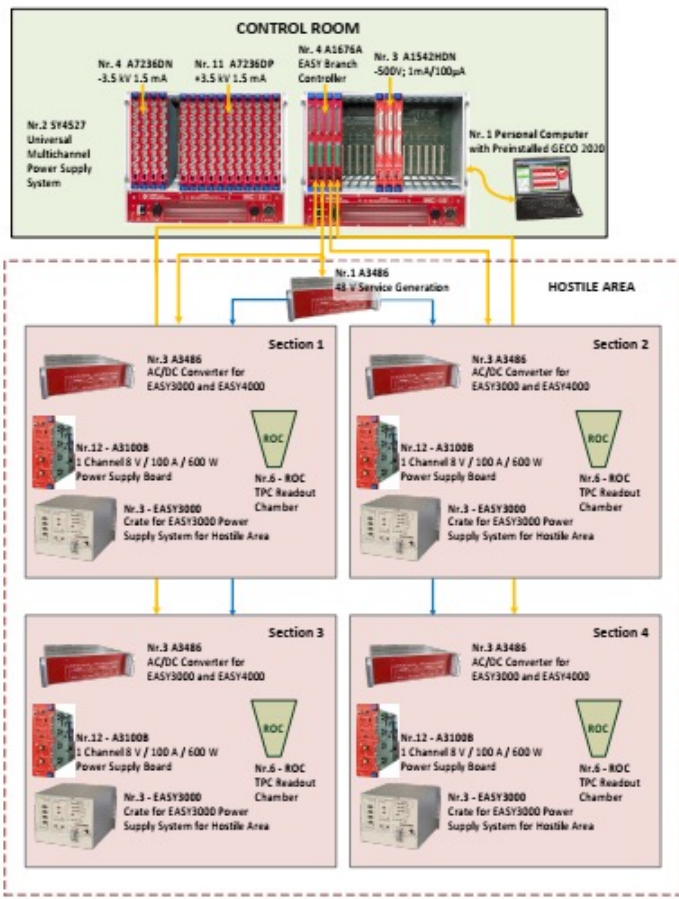 CONTROL ROOM
Nr. 4 A7236DN
-3.5 kV 1.5 mA
Nr. 11 A7236DP
+3.5 kV 1.5 mA
Nr. 4 A1676A
EASY Branch
Controller
Nr. 3 A1542HDN
-500V; 1mA/100μA
Nr.2 SY4527
Universal
Multichannel
Power Supply
System
Nr. 1 Personal Computer
with Preinstalled GECO 2020
Nr.1 A3486
48 V Service Generation
HOSTILE AREA
Section 1
Nr.3 A3486
AC/DC Converter for
EASY3000 and EASY4000
Nr.12 - A3100B
1 Channel 8 V / 100 A / 600 W
Power Supply Board
ROC
Nr.6 - ROC
TPC Readout
Chamber
Nr.3 - EASY3000
Crate for EASY3000 Power
Supply System for Hostile Area
Section 2
Nr.3 A3486
AC/DC Converter for
EASY3000 and EASY4000
Nr.12 - A3100B
1 Channel 8 V / 100 A / 600 W
Power Supply Board
ROC
Nr.6 - ROC
TPC Readout
Chamber
Nr.3 - EASY3000
Crate for EASY3000 Power
Supply System for Hostile Area
Section 3
Nr.3 A3486
AC/DC Converter for
EASY3000 and EASY4000
Nr.12 - A3100B
1 Channel 8 V / 100 A / 600 W
Power Supply Board
ROC
Nr.6 - ROC
TPC Readout
Chamber
Nr.3 - EASY3000
Crate for EASY3000 Power
Supply System for Hostile Area
Section 4
Nr.3 A3486
AC/DC Converter for
EASY3000 and EASY4000
Nr.12 - A3100B
1 Channel 8 V / 100 A / 600 W
Power Supply Board
ROC
Nr.6 - ROC
TPC Readout
Chamber
Nr.3 - EASY3000
Crate for EASY3000 Power
Supply System for Hostile Area